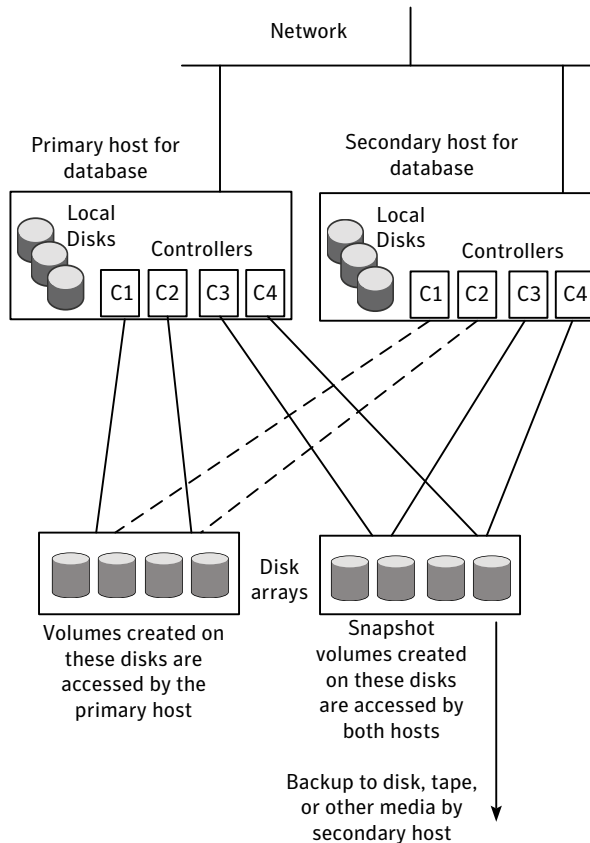 Network
Primary host for
database
Secondary host for
database
Local
Disks
Controllers
C1 C2 C3 C4
Local
Disks
Controllers
C1 C2 C3 C4
Disk
arrays
Volumes created on
these disks are
accessed by the
primary host
Snapshot
volumes created
on these disks
are accessed by
both hosts
Backup to disk, tape,
or other media by
secondary host